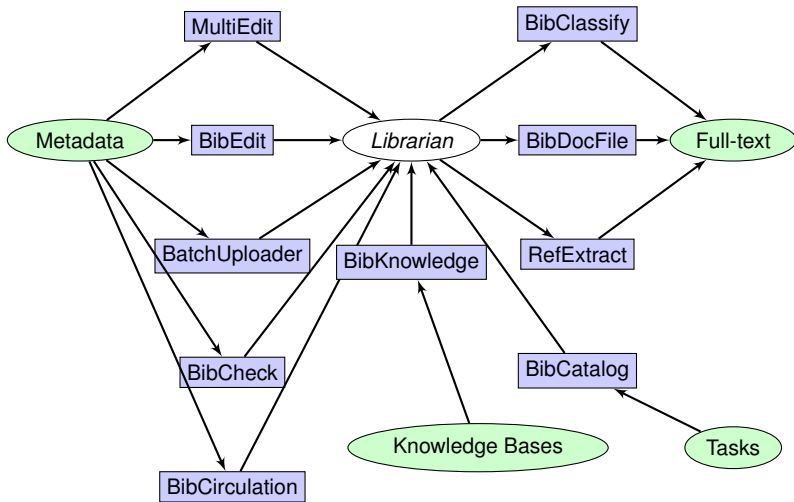 MultiEdit
BibClassify
Metadata
BibEdit
Librarian
BibDocFile
Full-text
BatchUploader
BibKnowledge
RefExtract
BibCheck
BibCatalog
Knowledge Bases
Tasks
BibCirculation